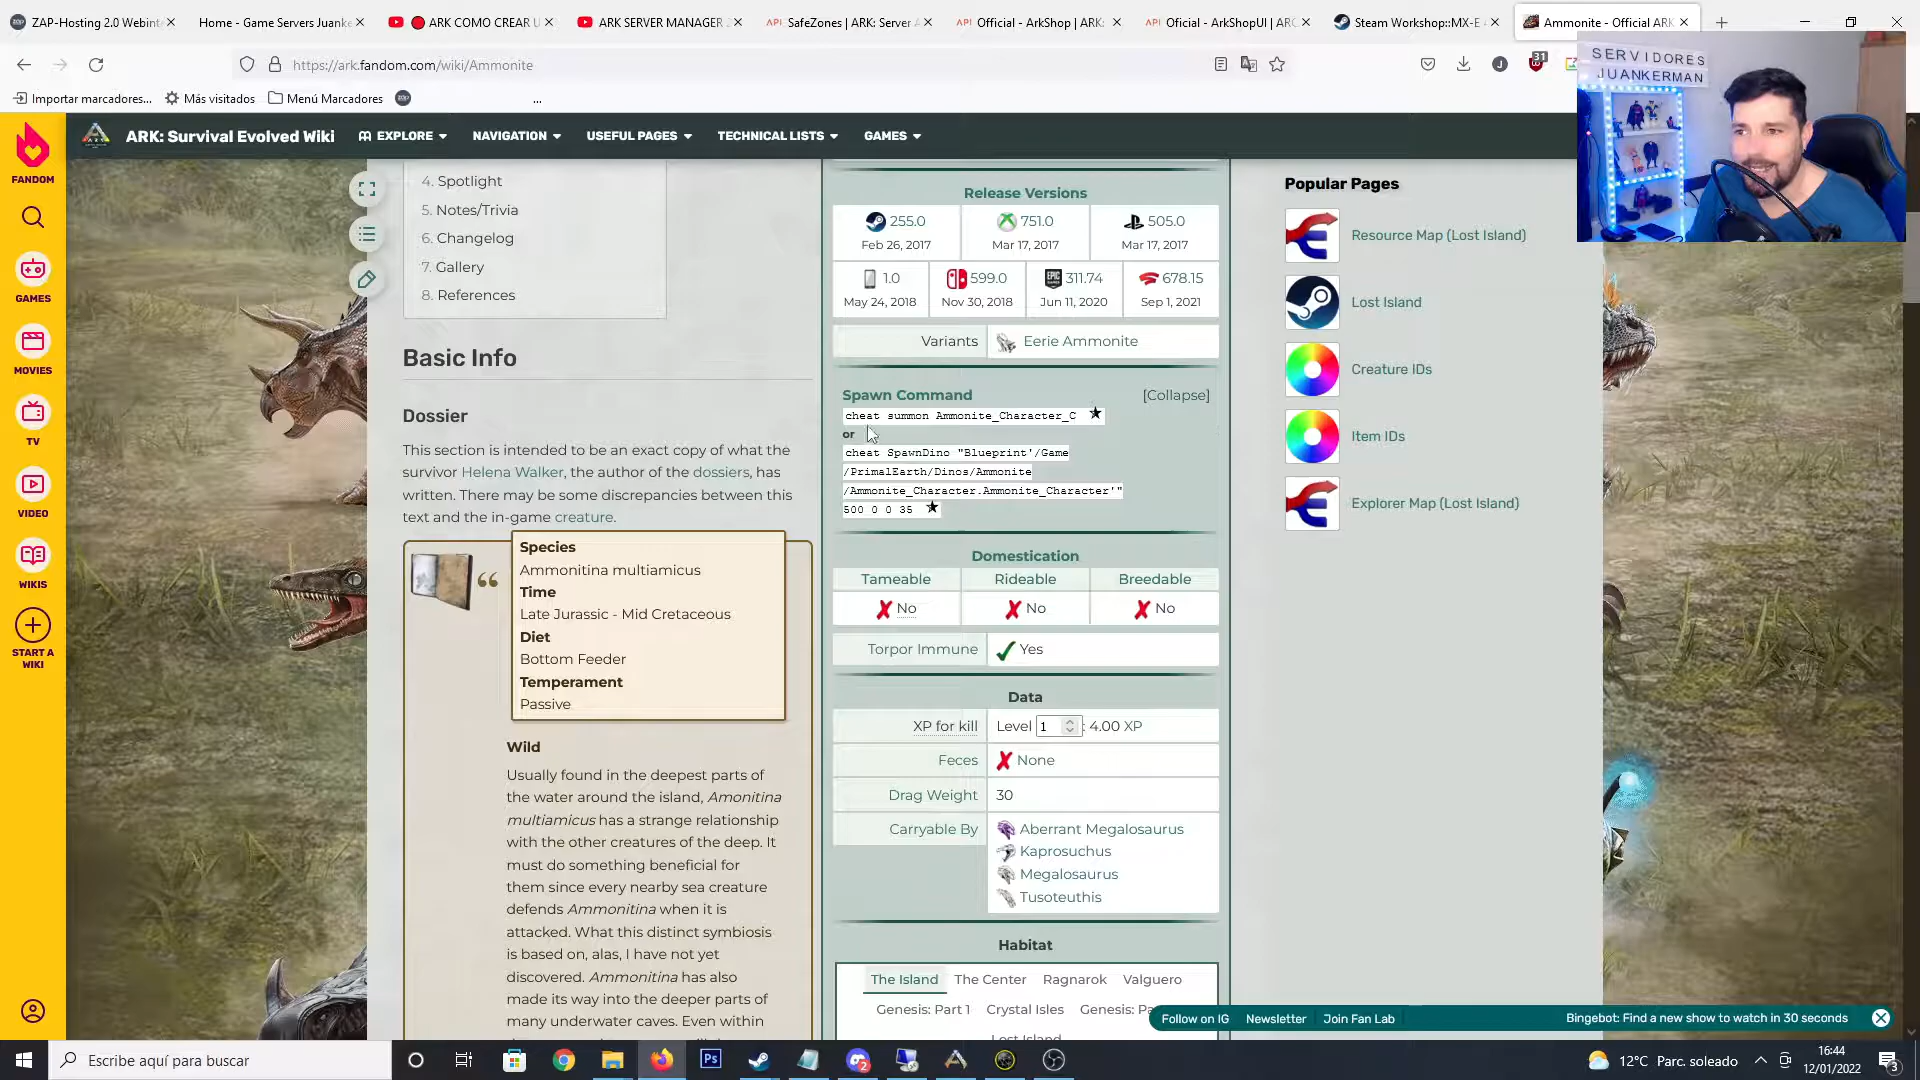 ZAP-Hosting 2.0 Webinte
Home - Game Servers Juanke
ARK COMO CREAR U
ARK SERVER MANAGER
SafeZones | ARK: Server A
Official - ArkShop | ARK:
Oficial - ArkShopUI | ARC
Steam Workshop::MX-E
Ammonite - Official ARK
https://ark.fandom.com/wiki/Ammonite
31
Importar marcadores...
Más visitados
Menú Marcadores
...
SERVIDORES
JUANKERMAN
ARK: Survival Evolved Wiki
EXPLORE
NAVIGATION
USEFUL PAGES
TECHNICAL LISTS
GAMES
FANDOM
GAMES
MOVIES
TV
VIDEO
WIKIS
START A
WIKI
4. Spotlight
5. Notes/Trivia
6. Changelog
7. Gallery
8. References
Basic Info
Dossier
This section is intended to be an exact copy of what the
survivor Helena Walker, the author of the dossiers, has
written. There may be some discrepancies between this
text and the in-game creature.
Species
Ammonitina multiamicus
Time
Late Jurassic - Mid Cretaceous
Diet
Bottom Feeder
Temperament
Passive
Wild
Usually found in the deepest parts of
the water around the island, Amonitina
multiamicus has a strange relationship
with the other creatures of the deep. It
must do something beneficial for
them since every nearby sea creature
defends Ammonitina when it is
attacked. What this distinct symbiosis
is based on, alas, I have not yet
discovered. Ammonitina has also
made its way into the deeper parts of
many underwater caves. Even within
Release Versions
255.0
Feb 26, 2017
751.0
Mar 17, 2017
505.0
Mar 17, 2017
1.0
May 24, 2018
599.0
Nov 30, 2018
EPIC
311.74
Jun 11, 2020
678.15
Sep 1, 2021
Variants
Eerie Ammonite
Spawn Command
[Collapse]
cheat summon Ammonite_Character_C ★
or
cheat SpawnDino "Blueprint'/Game
/PrimalEarth/Dinos/Ammonite
/Ammonite_Character.Ammonite_Character'"
500 0 0 35 ★
Domestication
Tameable
Rideable
Breedable
No
No
No
Torpor Immune
Yes
Data
XP for kill
Level 1 : 4.00 XP
Feces
None
Drag Weight
30
Carryable By
Aberrant Megalosaurus
Kaprosuchus
Megalosaurus
Tusoteuthis
Habitat
The Island
The Center
Ragnarok
Valguero
Genesis: Part 1
Crystal Isles
Genesis: Pa
Lost Island
Popular Pages
Resource Map (Lost Island)
Lost Island
Creature IDs
Item IDs
Explorer Map (Lost Island)
Follow on IG
Newsletter
Join Fan Lab
Bingebot: Find a new show to watch in 30 seconds
Escribe aquí para buscar
Ps
2
12°C Parc. soleado
16:44
12/01/2022
3